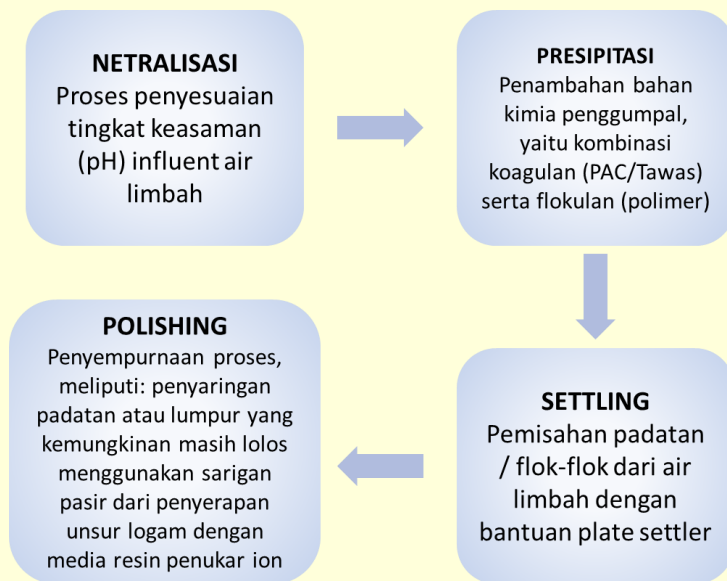 NETRALISASI
Proses penyesuaian
tingkat keasaman
(pH) influent air
limbah
PRESIPITASI
Penambahan bahan
kimia penggumpal,
yaitu kombinasi
koagulan (PAC/Tawas)
serta flokulan (polimer)
SETTLING
Pemisahan padatan
/ flok-flok dari air
limbah dengan
bantuan plate settler
POLISHING
Penyempurnaan proses,
meliputi: penyaringan
padatan atau lumpur yang
kemungkinan masih lolos
menggunakan sarigan
pasir dari penyerapan
unsur logam dengan
media resin penukar ion